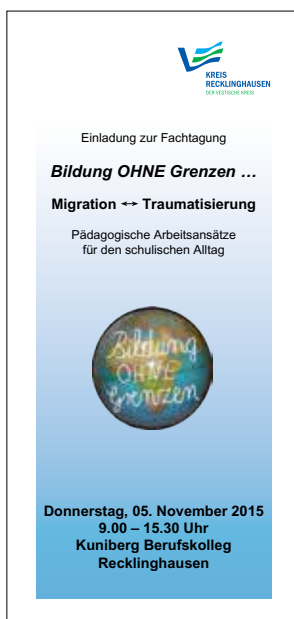 KREIS
RECKLINGHAUSEN
DER VESTISCHE KREIS
Einladung zur Fachtagung
Bildung OHNE Grenzen …
Migration ↔ Traumatisierung
Pädagogische Arbeitsansätze
für den schulischen Alltag
Bildung
OHNE
Grenzen
Donnerstag, 05. November 2015
9.00 – 15.30 Uhr
Kuniberg Berufskolleg
Recklinghausen